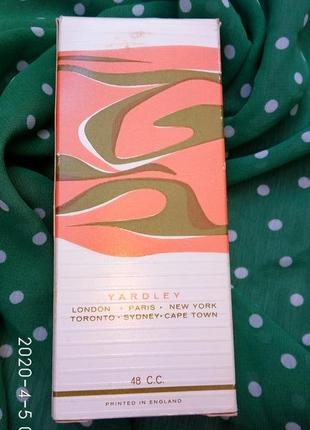 YARDLEY
LONDON · PARIS · NEW YORK
TORONTO · SYDNEY · CAPE TOWN
48 C.C.
PRINTED IN ENGLAND
2020-4-5